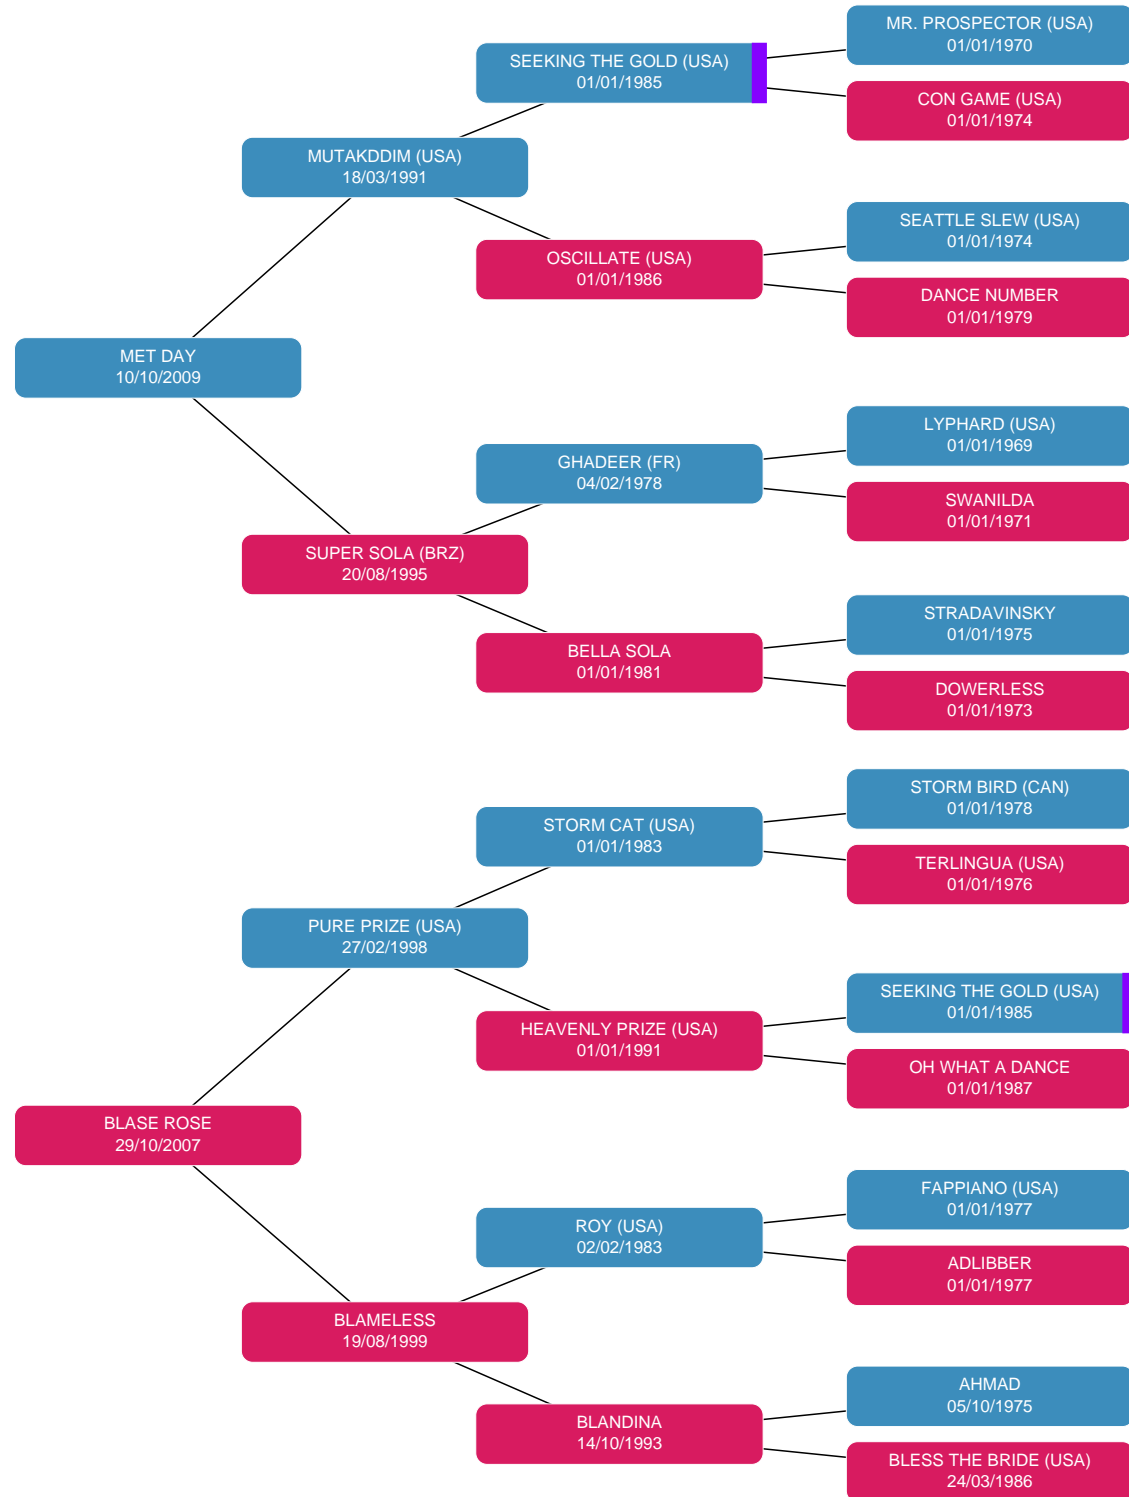 MR. PROSPECTOR (USA)
01/01/1970
SEEKING THE GOLD (USA)
01/01/1985
CON GAME (USA)
01/01/1974
MUTAKDDIM (USA)
18/03/1991
SEATTLE SLEW (USA)
01/01/1974
OSCILLATE (USA)
01/01/1986
DANCE NUMBER
01/01/1979
MET DAY
10/10/2009
LYPHARD (USA)
01/01/1969
GHADEER (FR)
04/02/1978
SWANILDA
01/01/1971
SUPER SOLA (BRZ)
20/08/1995
STRADAVINSKY
01/01/1975
BELLA SOLA
01/01/1981
DOWERLESS
01/01/1973
STORM BIRD (CAN)
01/01/1978
STORM CAT (USA)
01/01/1983
TERLINGUA (USA)
01/01/1976
PURE PRIZE (USA)
27/02/1998
SEEKING THE GOLD (USA)
01/01/1985
HEAVENLY PRIZE (USA)
01/01/1991
OH WHAT A DANCE
01/01/1987
BLASE ROSE
29/10/2007
FAPPIANO (USA)
01/01/1977
ROY (USA)
02/02/1983
ADLIBBER
01/01/1977
BLAMELESS
19/08/1999
AHMAD
05/10/1975
BLANDINA
14/10/1993
BLESS THE BRIDE (USA)
24/03/1986